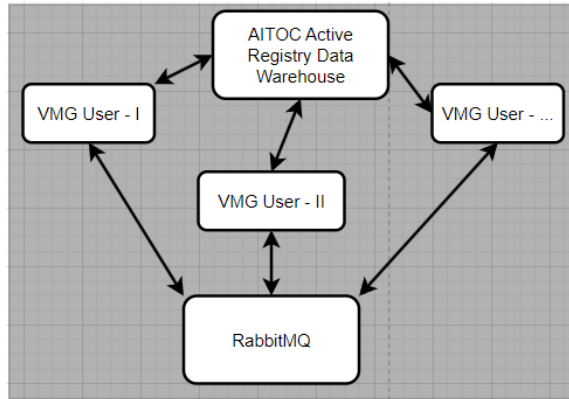 AITOC Active
Registry Data
Warehouse
VMG User - I
VMG User - ...
VMG User - II
RabbitMQ